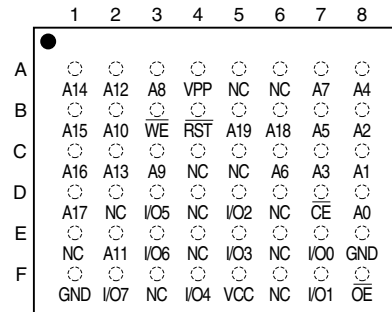 1 2 3 4 5 6 7 8
A
A14 A12 A8 VPP NC NC A7 A4
B
A15 A10 WE RST A19 A18 A5 A2
C
A16 A13 A9 NC NC A6 A3 A1
D
A17 NC I/O5 NC I/O2 NC CE A0
E
NC A11 I/O6 NC I/O3 NC I/O0 GND
F
GND I/O7 NC I/O4 VCC NC I/O1 OE